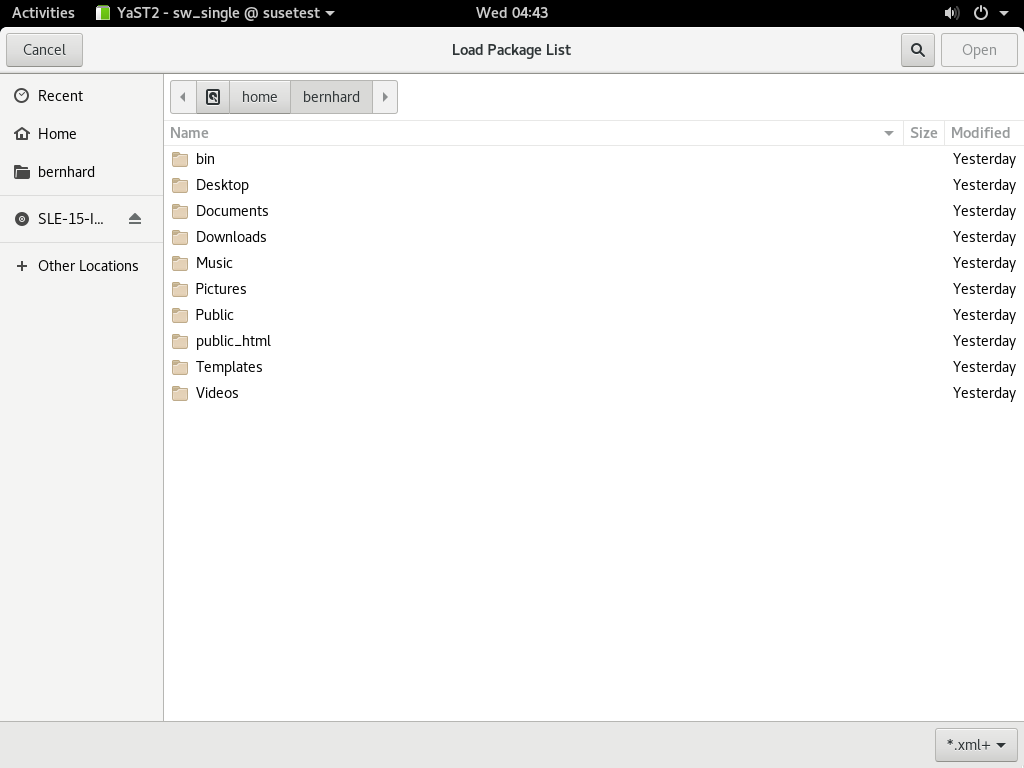 Activities YaST2 - sw_single @ susetest Wed 04:43
Cancel Load Package List Open
Recent
Home
bernhard
SLE-15-I...
Other Locations
home bernhard
Name Size Modified
bin Yesterday
Desktop Yesterday
Documents Yesterday
Downloads Yesterday
Music Yesterday
Pictures Yesterday
Public Yesterday
public_html Yesterday
Templates Yesterday
Videos Yesterday
*.xml+